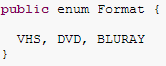 public enum Format {
VHS, DVD, BLURAY
}